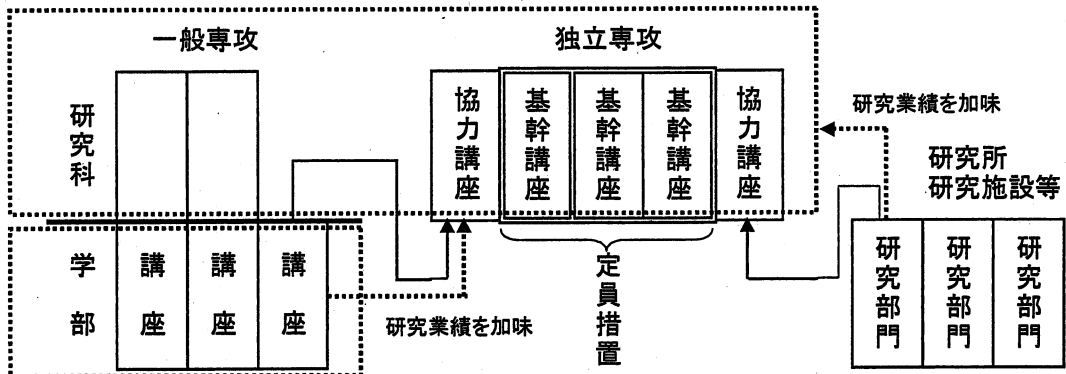 一般専攻
独立専攻
研究科
協力講座
基幹講座
基幹講座
基幹講座
協力講座
研究業績を加味
研究所
研究施設等
学部
講座
講座
講座
研究業績を加味
定員措置
研究部門
研究部門
研究部門